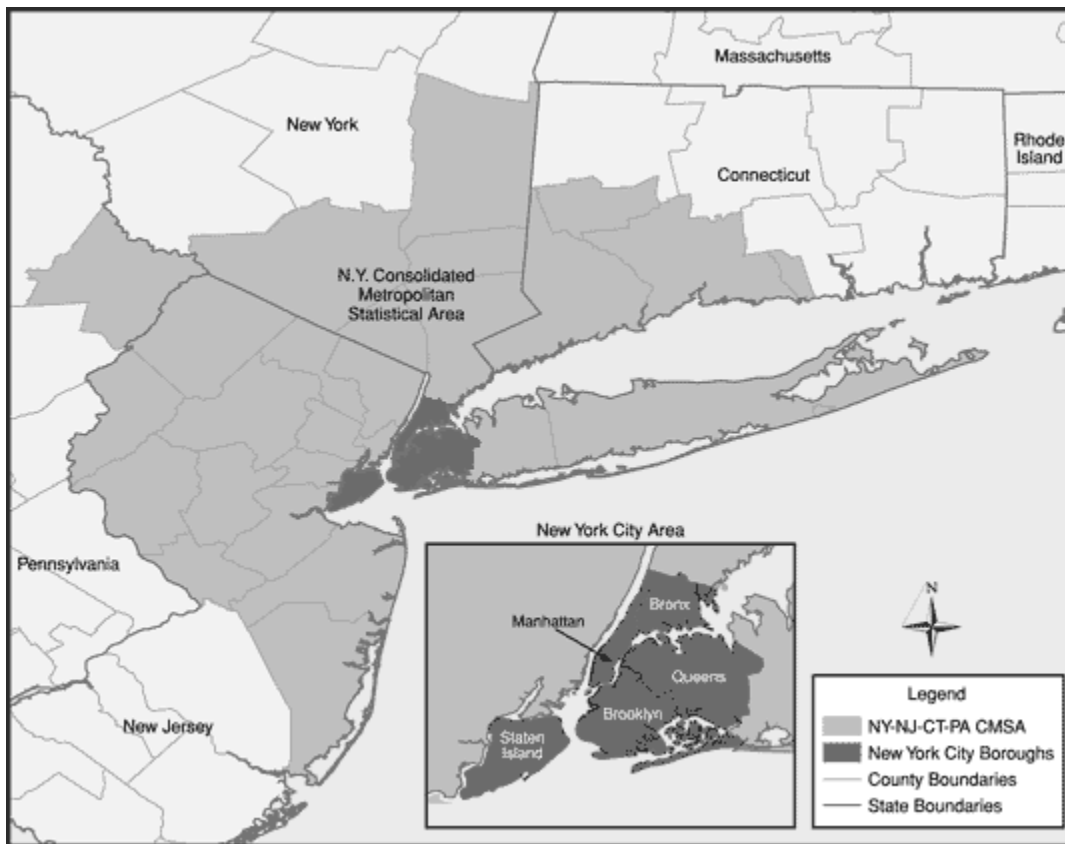 Massachusetts
New York
Rhode
Island
Connecticut
N.Y. Consolidated
Metropolitan
Statistical Area
Pennsylvania
New Jersey
New York City Area
Bronx
Manhattan
Queens
Brooklyn
Staten
Island
N
Legend
NY-NJ-CT-PA CMSA
New York City Boroughs
County Boundaries
State Boundaries